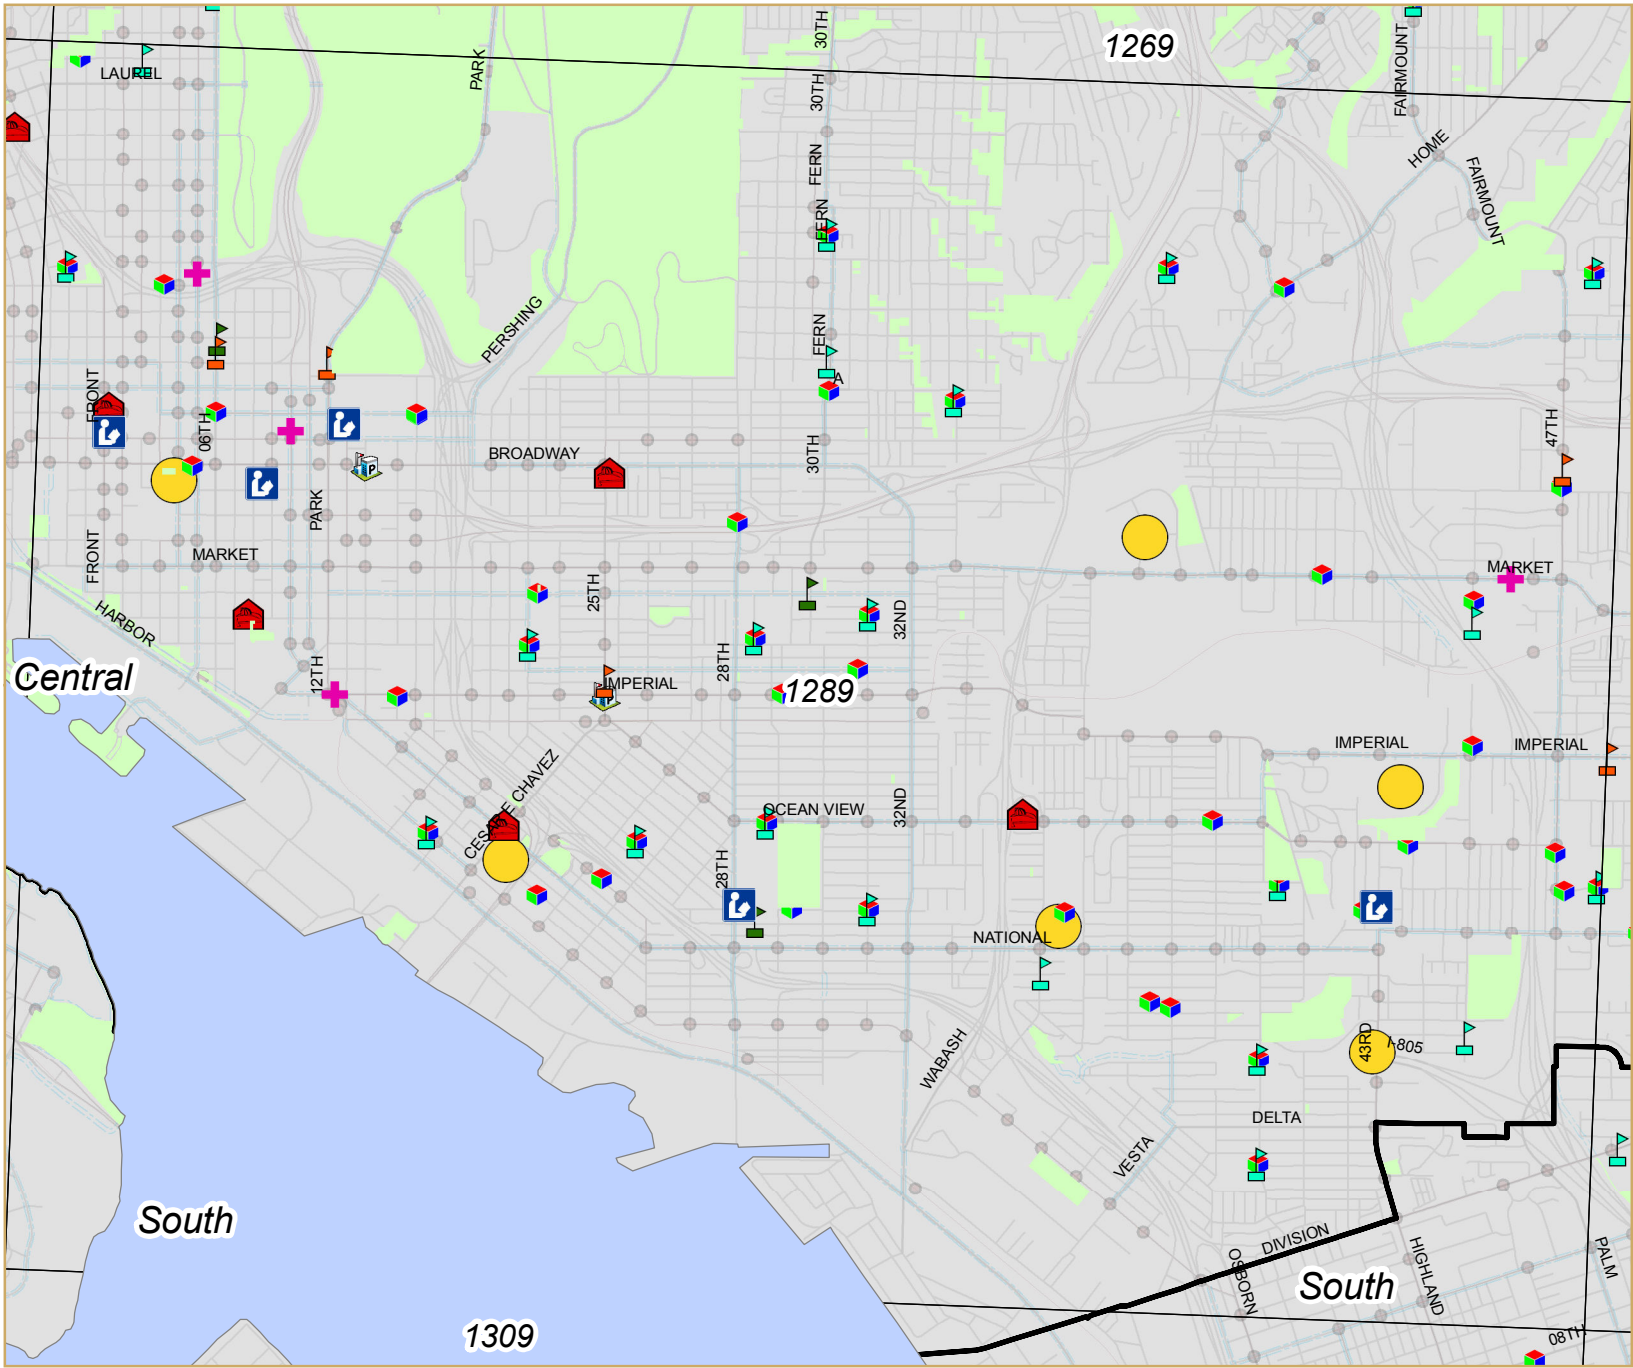 1269
30TH
PARK
FAIRMOUNT
LAUREL
30TH
HOME
FERN
FAIRMOUNT
FERN
PERSHING
FERN
A
FRONT
06TH
47TH
BROADWAY
30TH
P
PARK
MARKET
FRONT
MARKET
25TH
HARBOR
32ND
28TH
Central
12TH
IMPERIAL
1289
IMPERIAL
IMPERIAL
CESAR E CHAVEZ
OCEAN VIEW
32ND
28TH
NATIONAL
43RD
I-805
WABASH
DELTA
VESTA
South
DIVISION
OSBORN
HIGHLAND
PALM
South
1309
08TH